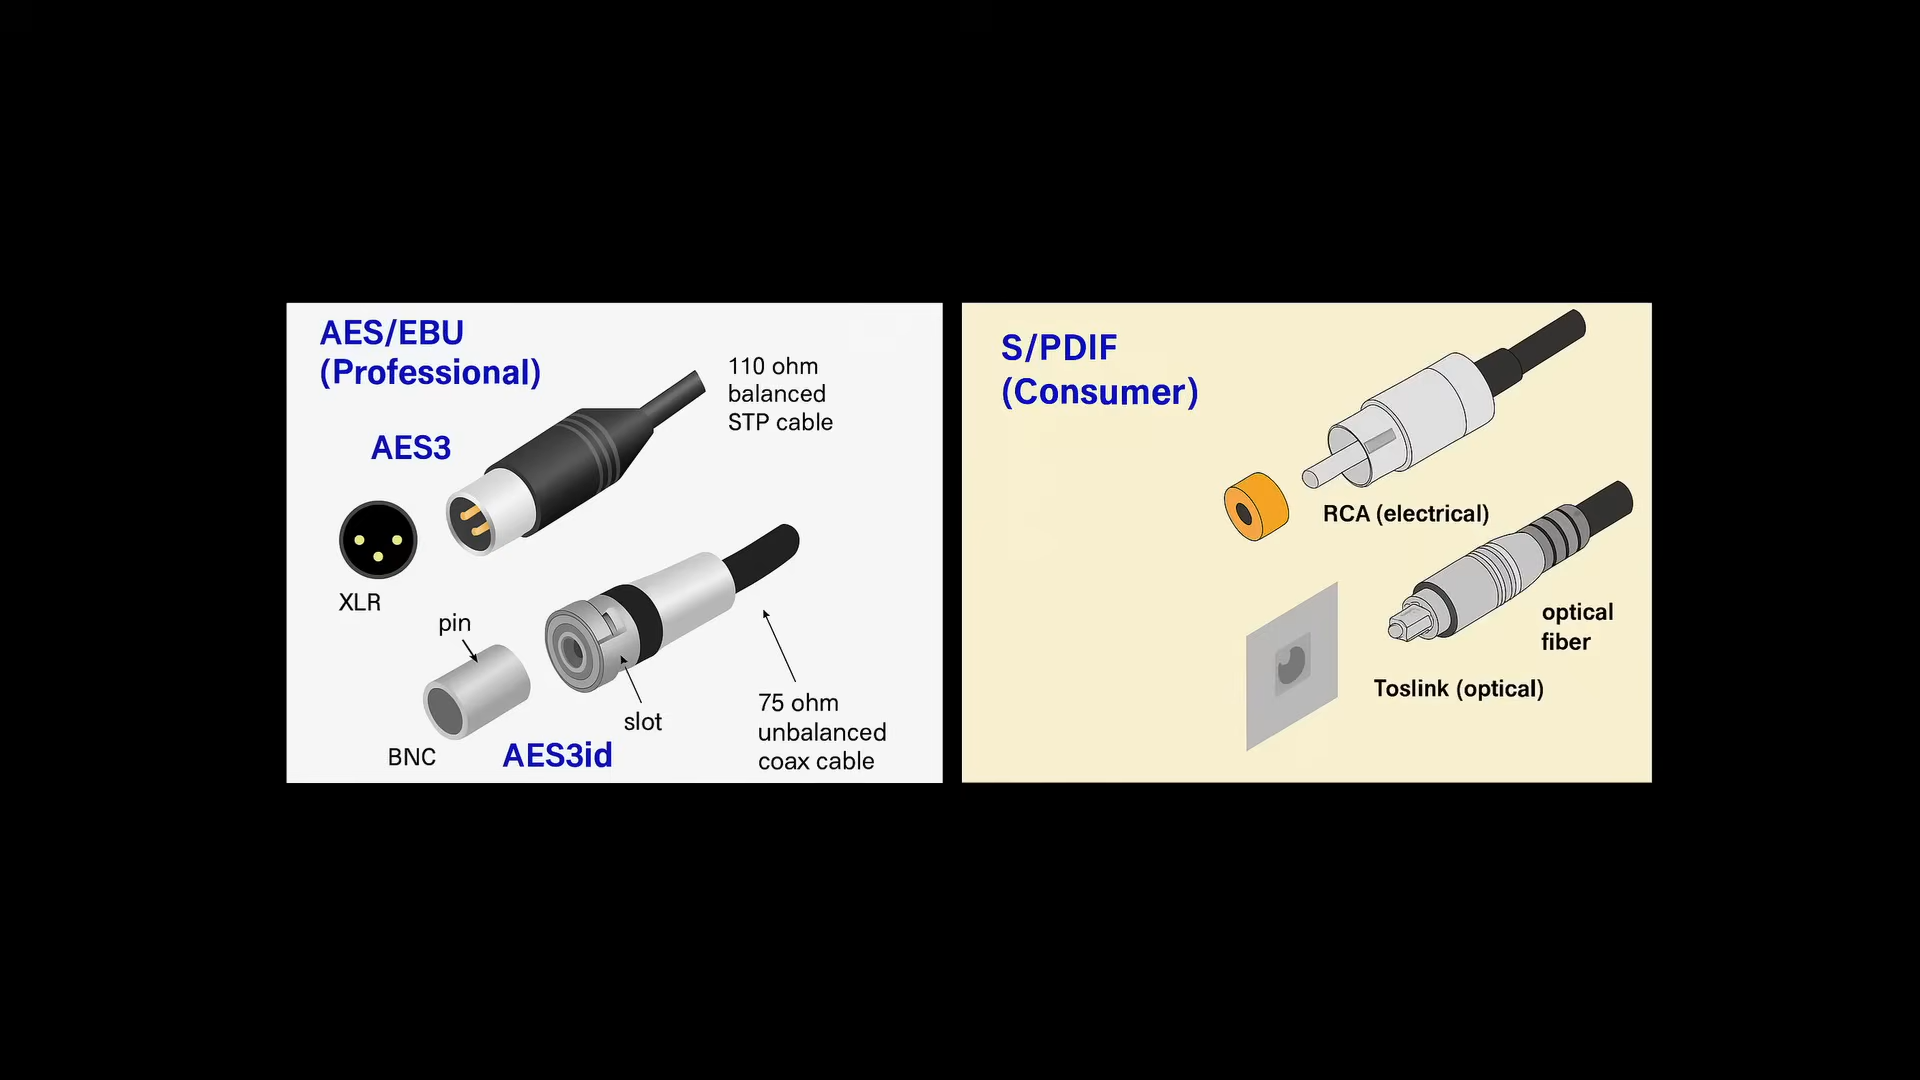 AES/EBU
(Professional)
110 ohm
balanced
STP cable
AES3
XLR
pin
slot
75 ohm
unbalanced
coax cable
BNC
AES3id
S/PDIF
(Consumer)
RCA (electrical)
optical
fiber
Toslink (optical)